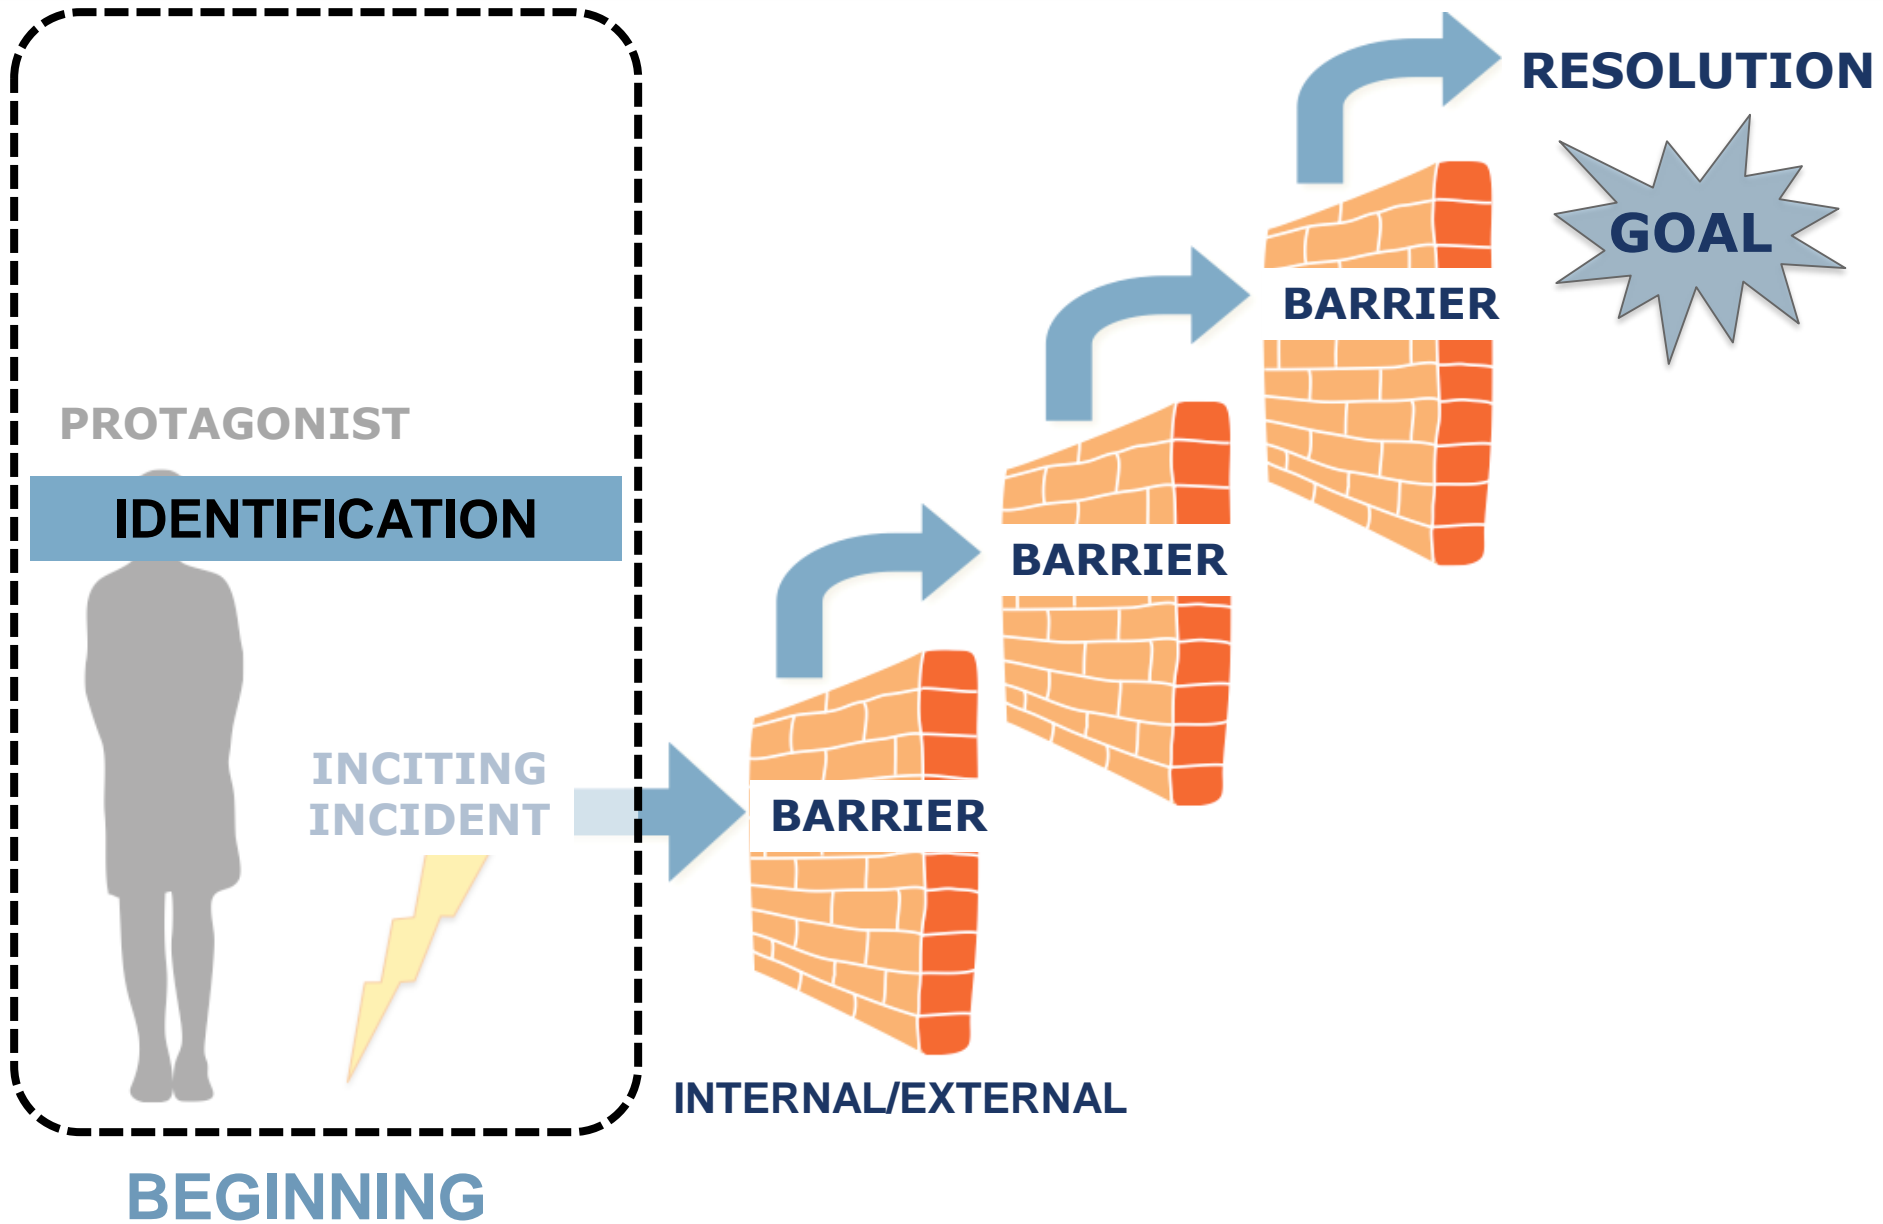 RESOLUTION
GOAL
BARRIER
PROTAGONIST
IDENTIFICATION
BARRIER
INCITING
INCIDENT
BARRIER
INTERNAL/EXTERNAL
BEGINNING